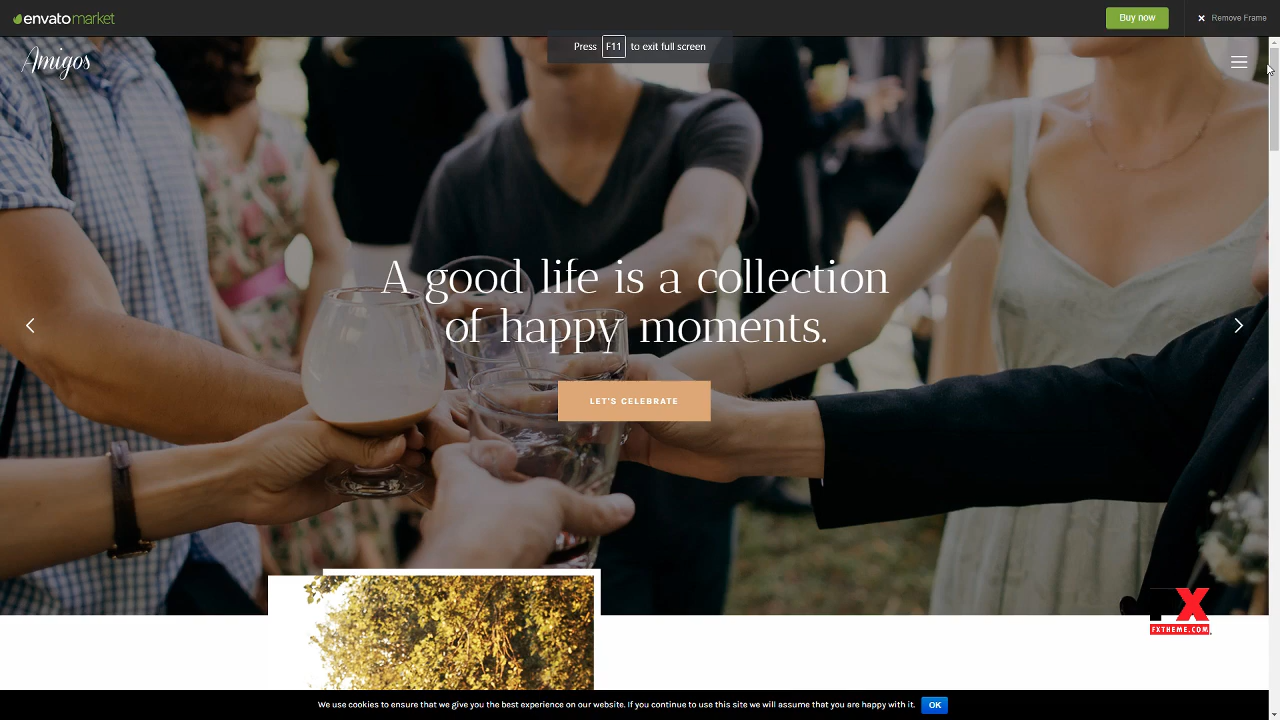 envatomarket
Buy now
Remove Frame
Press F11 to exit full screen
Amigos
A good life is a collection
of happy moments.
LET'S CELEBRATE
FX
FXTHEME.COM
We use cookies to ensure that we give you the best experience on our website. If you continue to use this site we will assume that you are happy with it.
OK